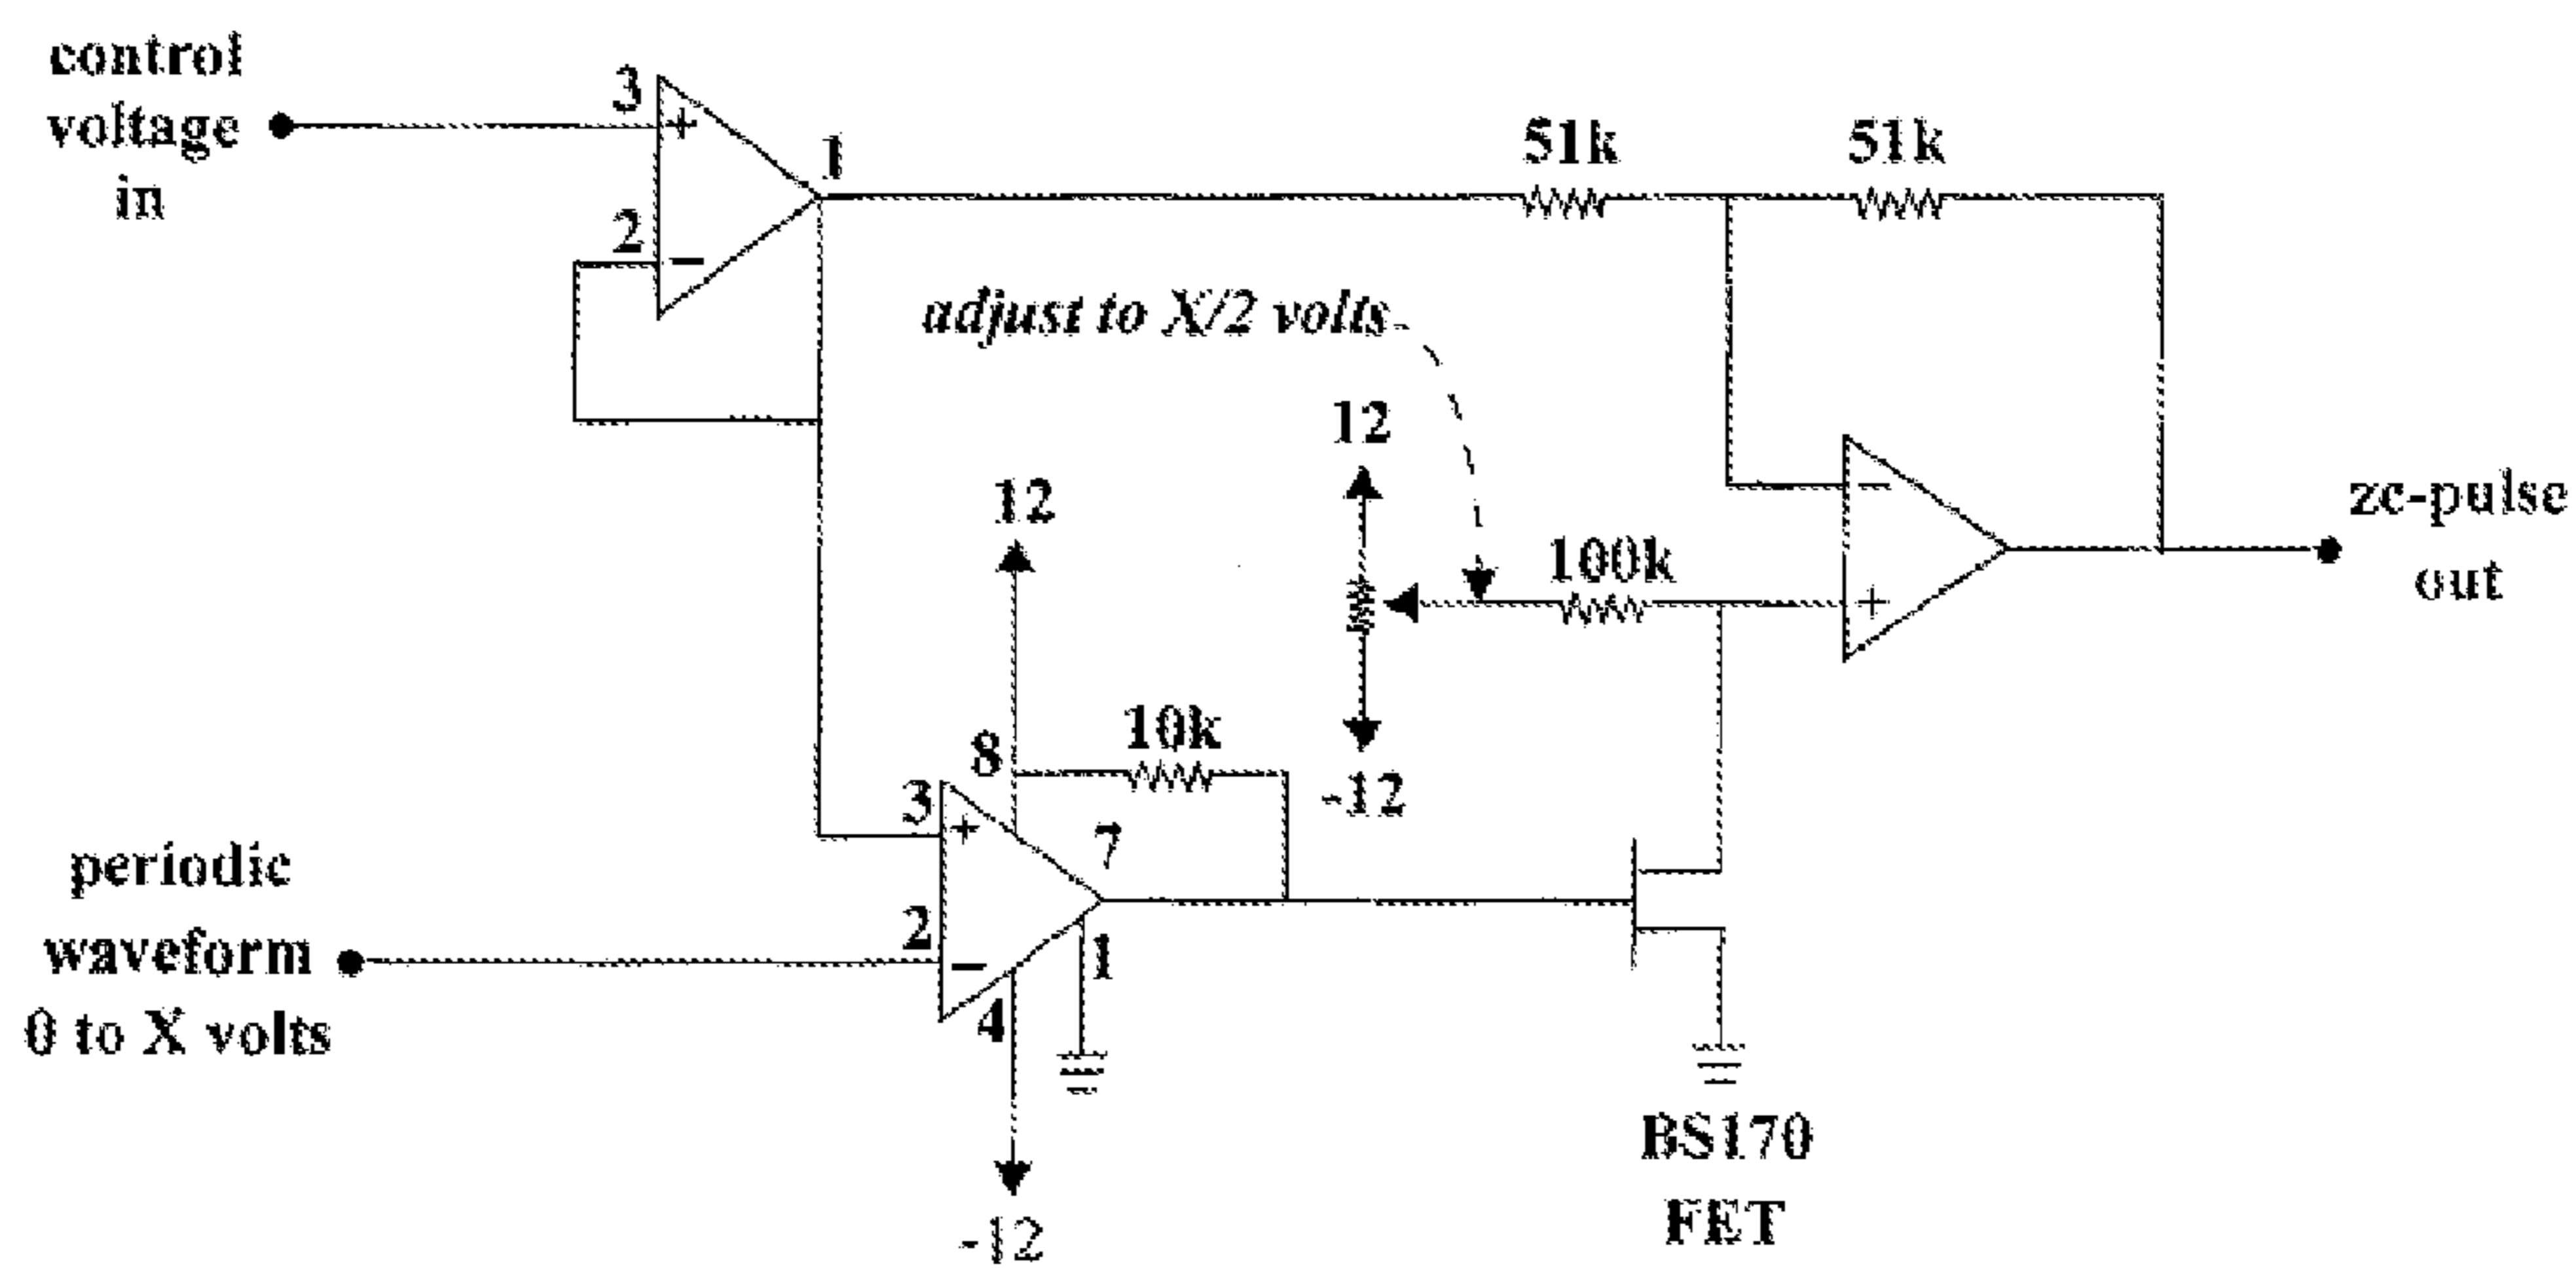 control
voltage
in
3
+
2
−
1
51k
51k
adjust to X/2 volts
12
12
-12
100k
−
+
zc-pulse
out
8
10k
3
+
7
2
−
1
4
-12
periodic
waveform
0 to X volts
BS170
FET